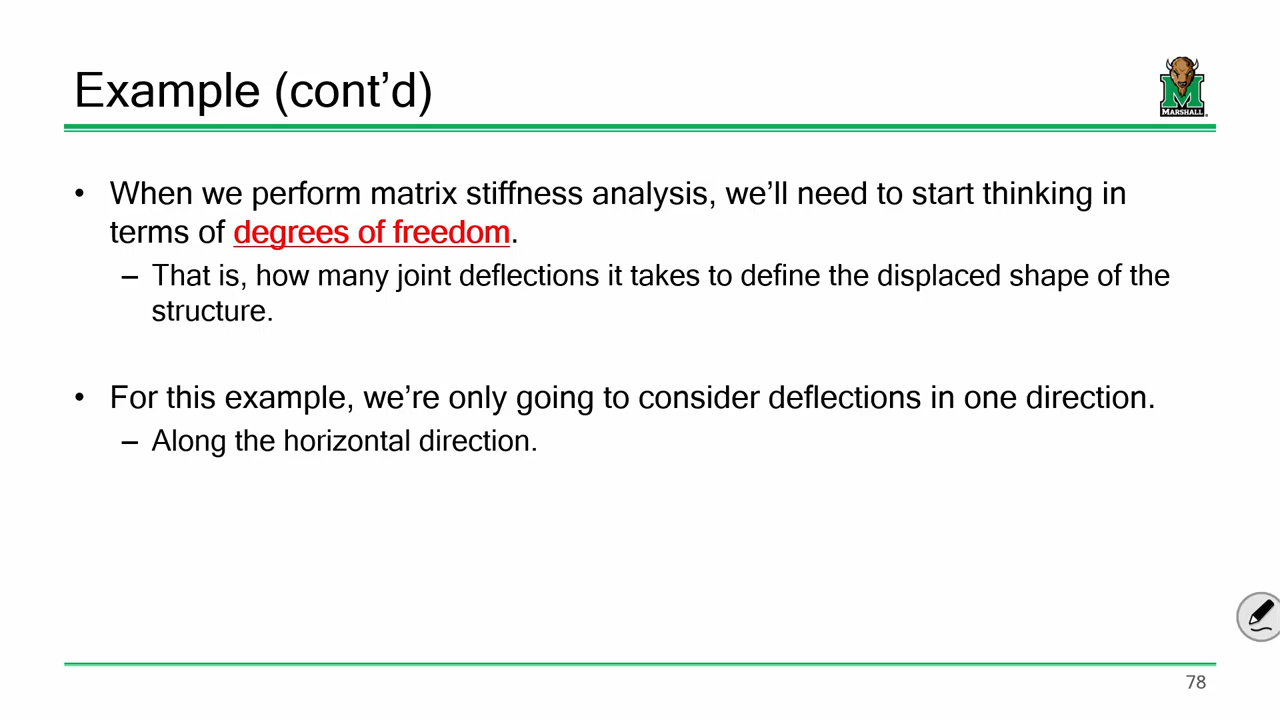 Example (cont’d)
M
MARSHALL
• When we perform matrix stiffness analysis, we’ll need to start thinking in
terms of degrees of freedom.
– That is, how many joint deflections it takes to define the displaced shape of the
structure.
• For this example, we’re only going to consider deflections in one direction.
– Along the horizontal direction.
78